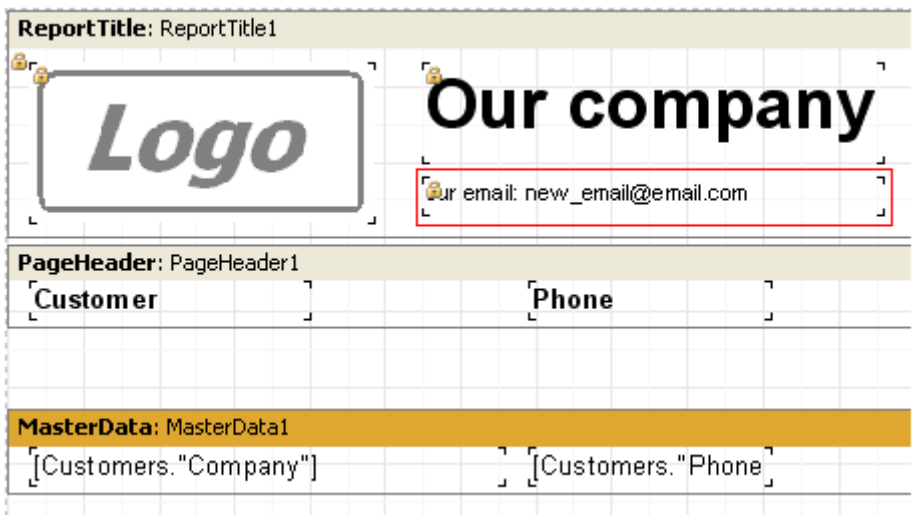 ReportTitle: ReportTitle1
Logo
Our company
ur email: new_email@email.com
PageHeader: PageHeader1
Customer Phone
MasterData: MasterData1
[Customers."Company"] [Customers."Phone